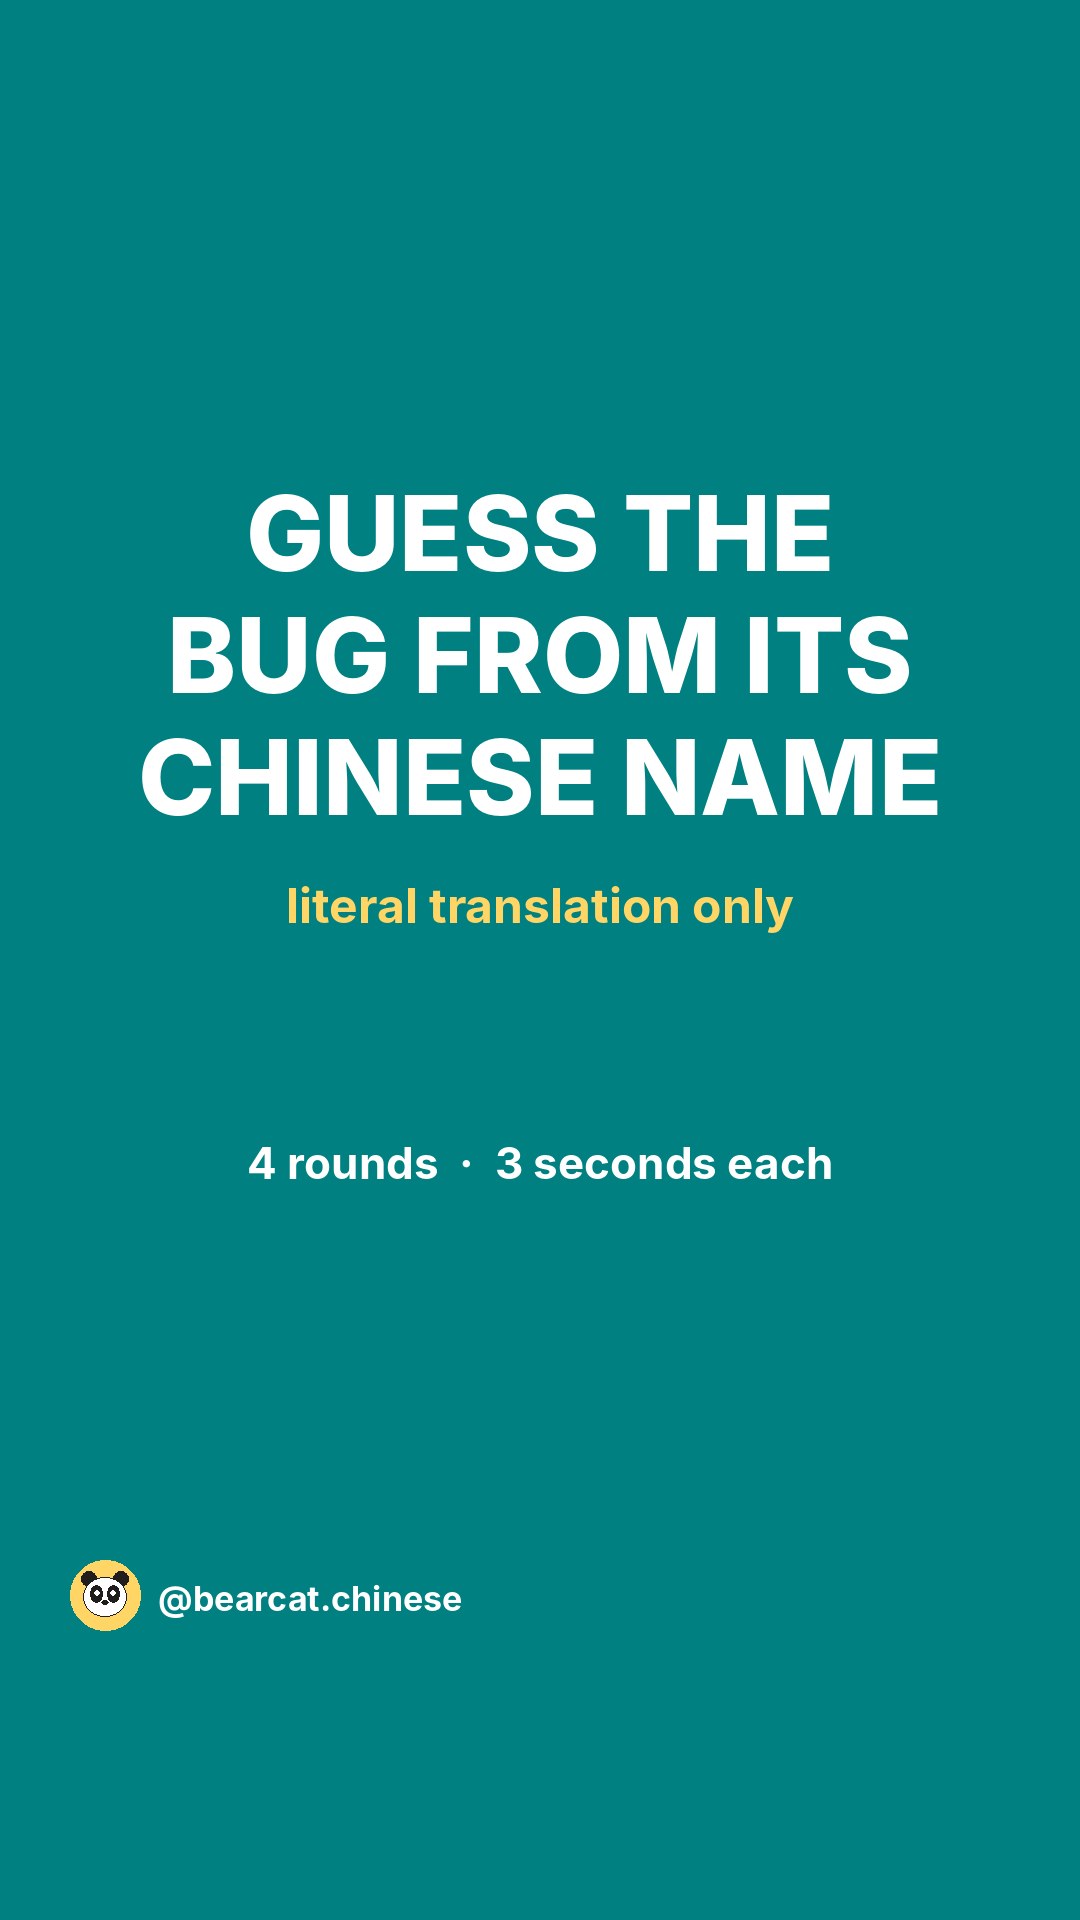 GUESS THE
BUG FROM ITS
CHINESE NAME
literal translation only
4 rounds · 3 seconds each
@bearcat.chinese